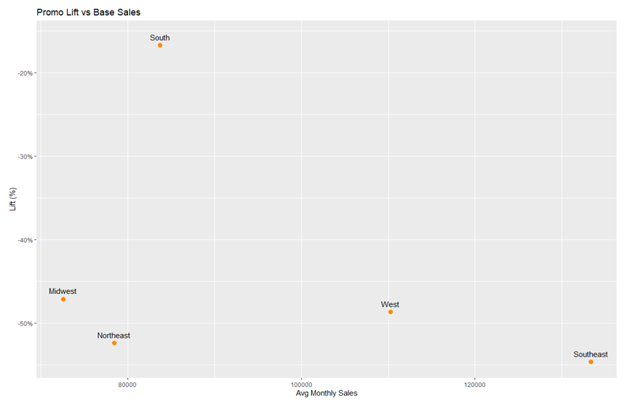 Promo Lift vs Base Sales
South
-20%
-30%
Lift (%)
-40%
Midwest
West
-50%
Northeast
Southeast
80000
100000
120000
Avg Monthly Sales